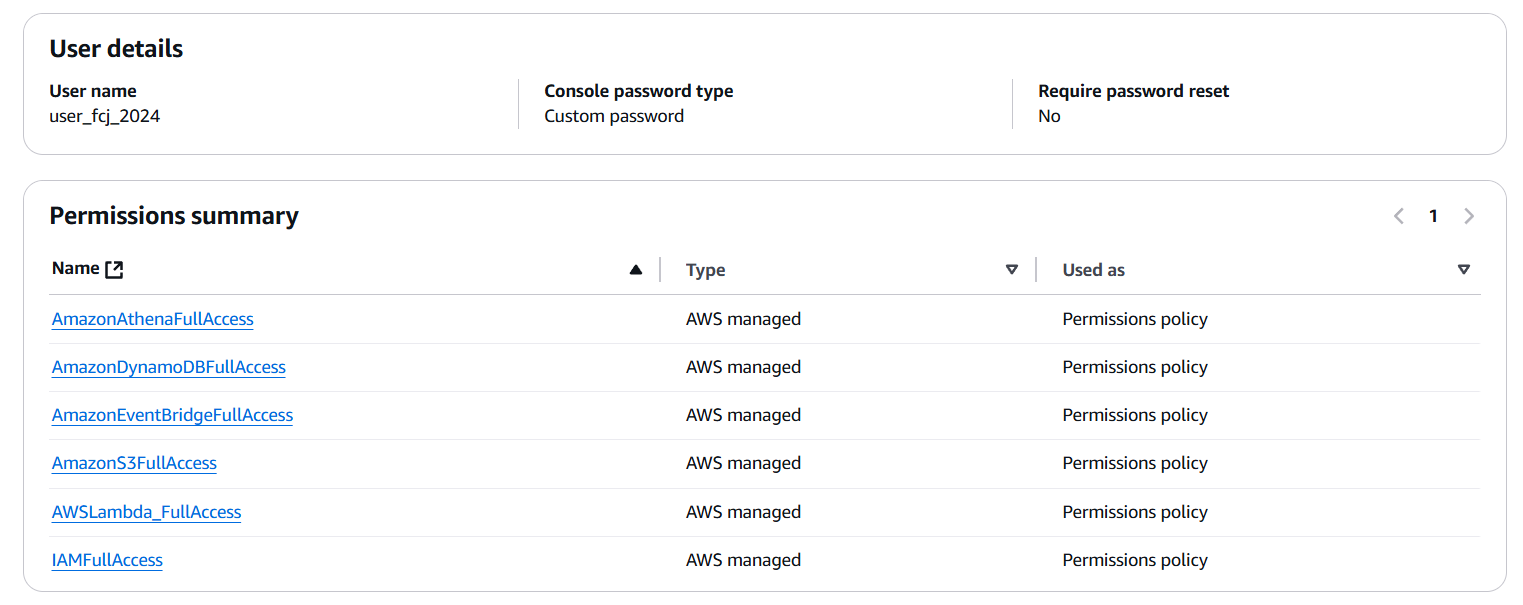 User details
User name Console password type Require password reset
user_fcj_2024 Custom password No
Permissions summary 1
Name Type Used as
AmazonAthenaFullAccess AWS managed Permissions policy
AmazonDynamoDBFullAccess AWS managed Permissions policy
AmazonEventBridgeFullAccess AWS managed Permissions policy
AmazonS3FullAccess AWS managed Permissions policy
AWSLambda_FullAccess AWS managed Permissions policy
IAMFullAccess AWS managed Permissions policy